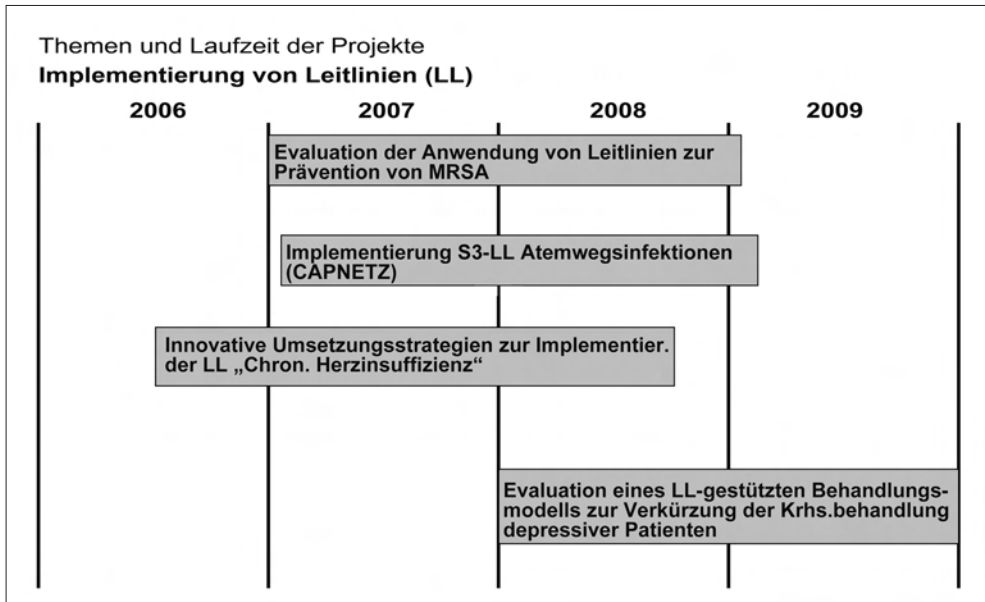 Themen und Laufzeit der Projekte
Implementierung von Leitlinien (LL)
2006 2007 2008 2009
Evaluation der Anwendung von Leitlinien zur
Prävention von MRSA
Implementierung S3-LL Atemwegsinfektionen
(CAPNETZ)
Innovative Umsetzungsstrategien zur Implementier.
der LL „Chron. Herzinsuffizienz“
Evaluation eines LL-gestützten Behandlungs-
modells zur Verkürzung der Krhs.behandlung
depressiver Patienten